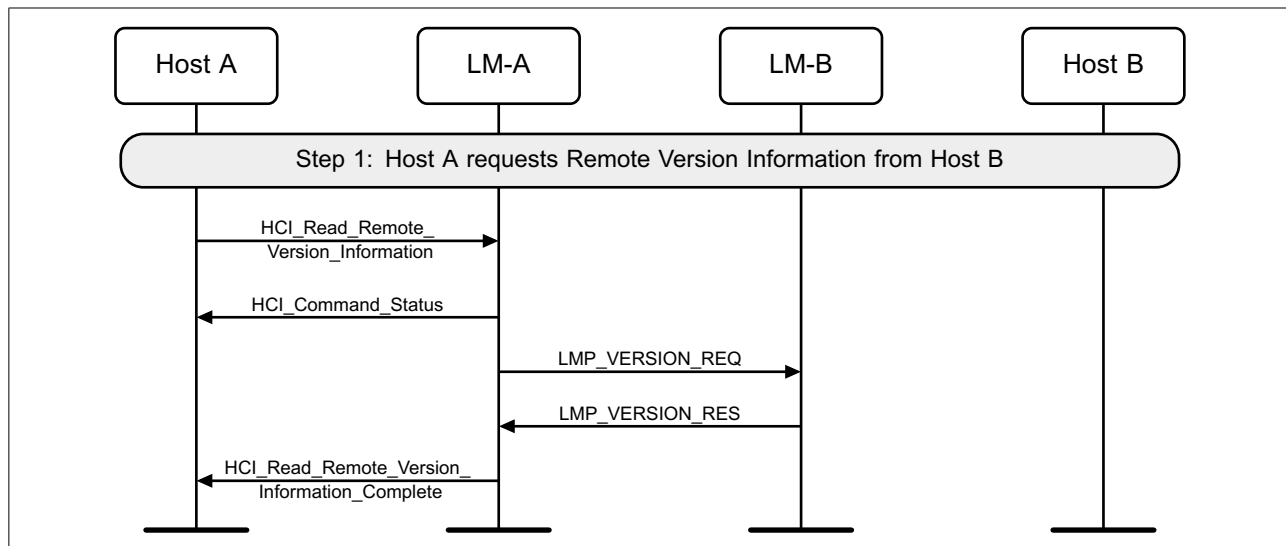 Host A
LM-A
LM-B
Host B
Step 1: Host A requests Remote Version Information from Host B
HCI_Read_Remote_
Version_Information
HCI_Command_Status
LMP_VERSION_REQ
LMP_VERSION_RES
HCI_Read_Remote_Version_
Information_Complete